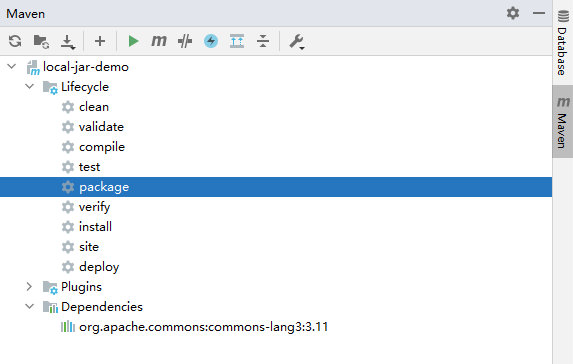 Maven
local-jar-demo
Lifecycle
clean
validate
compile
test
package
verify
install
site
deploy
Plugins
Dependencies
org.apache.commons:commons-lang3:3.11
Database
m Maven